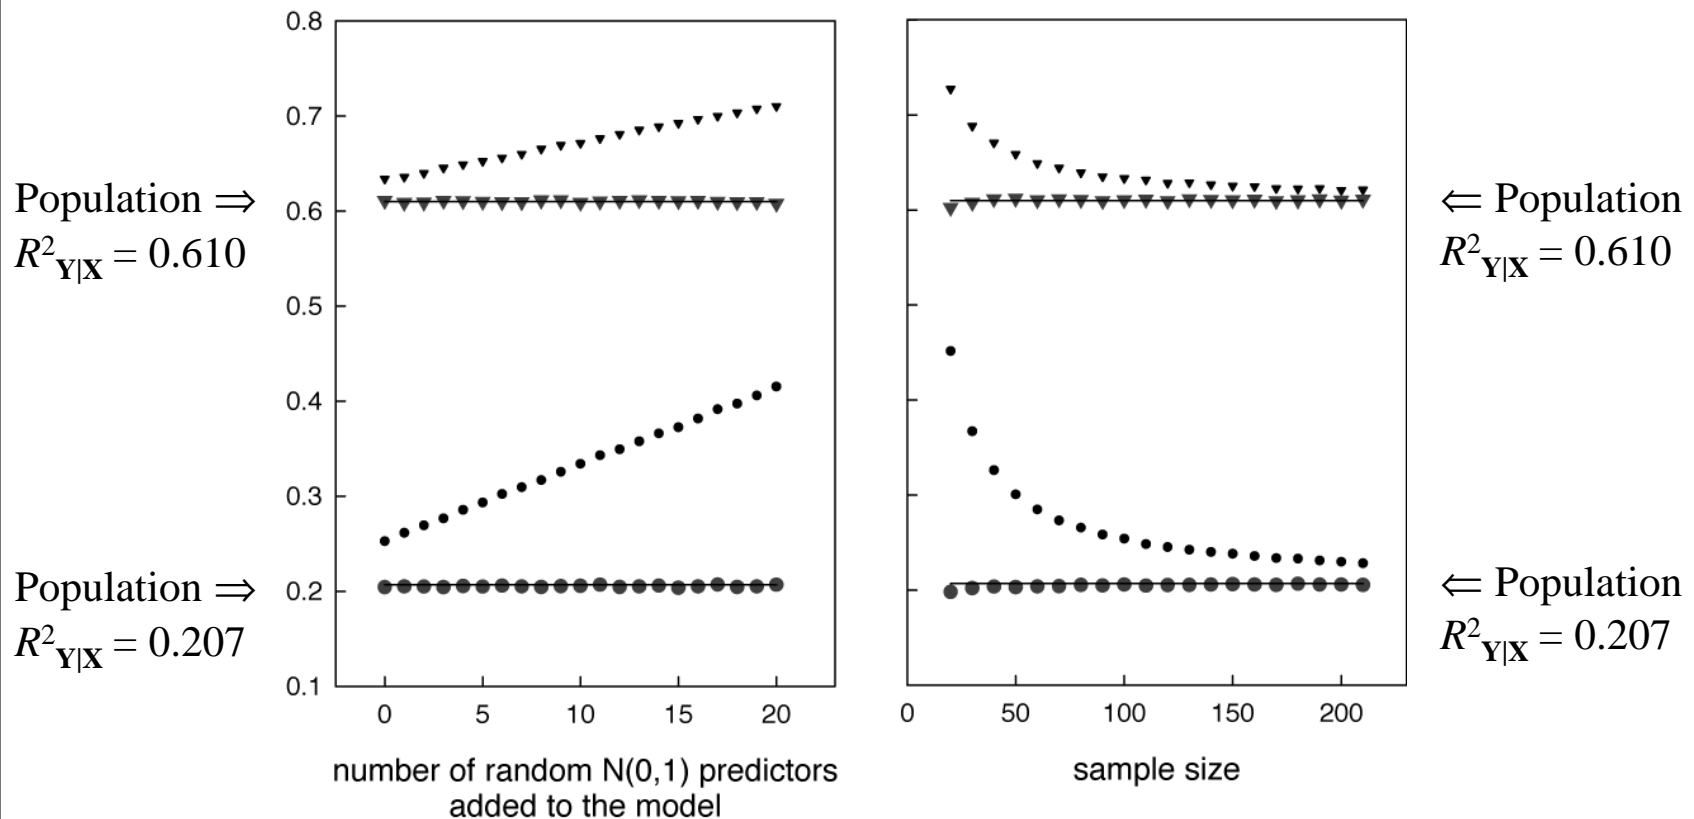 Population ⇒
R²Y|X = 0.610
Population ⇒
R²Y|X = 0.207
0.8
0.7
0.6
0.5
0.4
0.3
0.2
0.1
0 5 10 15 20
number of random N(0,1) predictors
added to the model
0 50 100 150 200
sample size
⇐ Population
R²Y|X = 0.610
⇐ Population
R²Y|X = 0.207